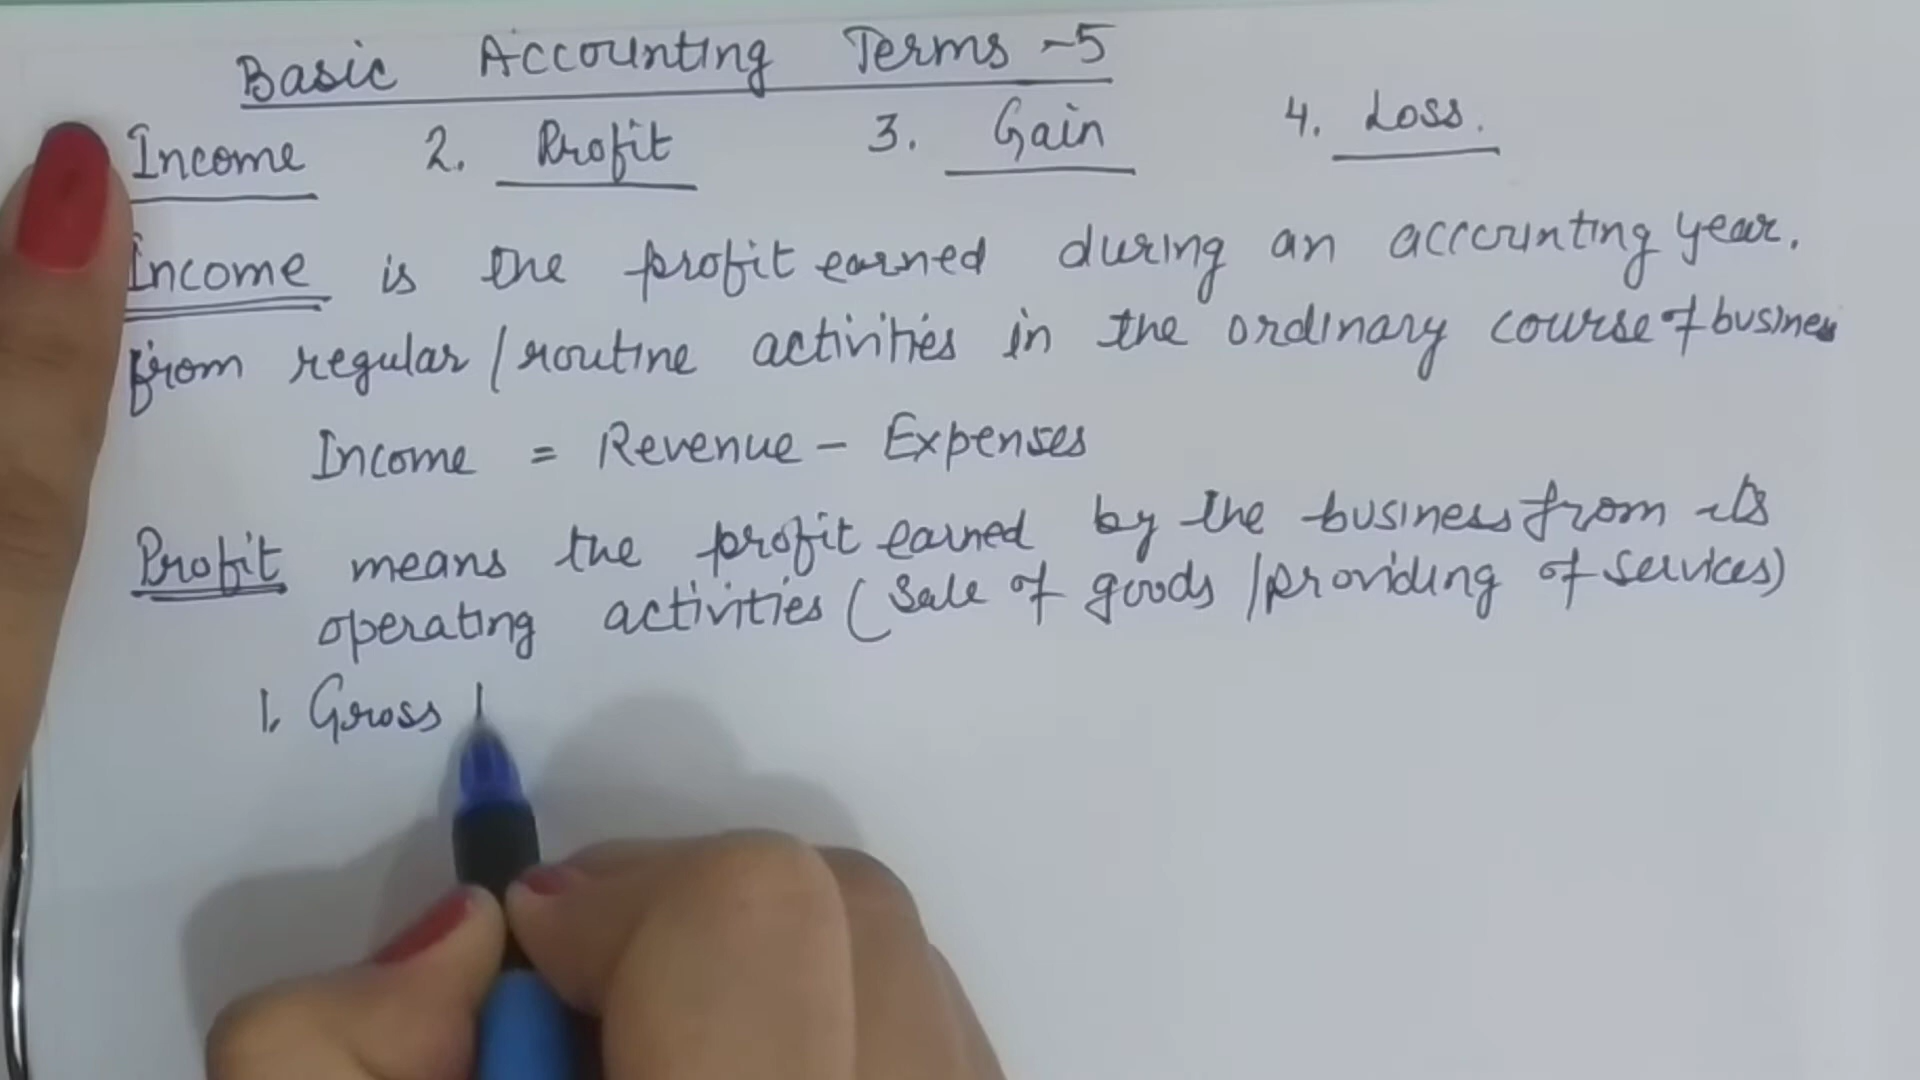 Basic Accounting Terms -5
Income 2. Profit 3. Gain 4. Loss.
Income is the profit earned during an accounting year.
from regular / routine activities in the ordinary course of business
Income = Revenue - Expenses
Profit means the profit earned by the business from its
operating activities (Sale of goods / providing of services)
1. Gross